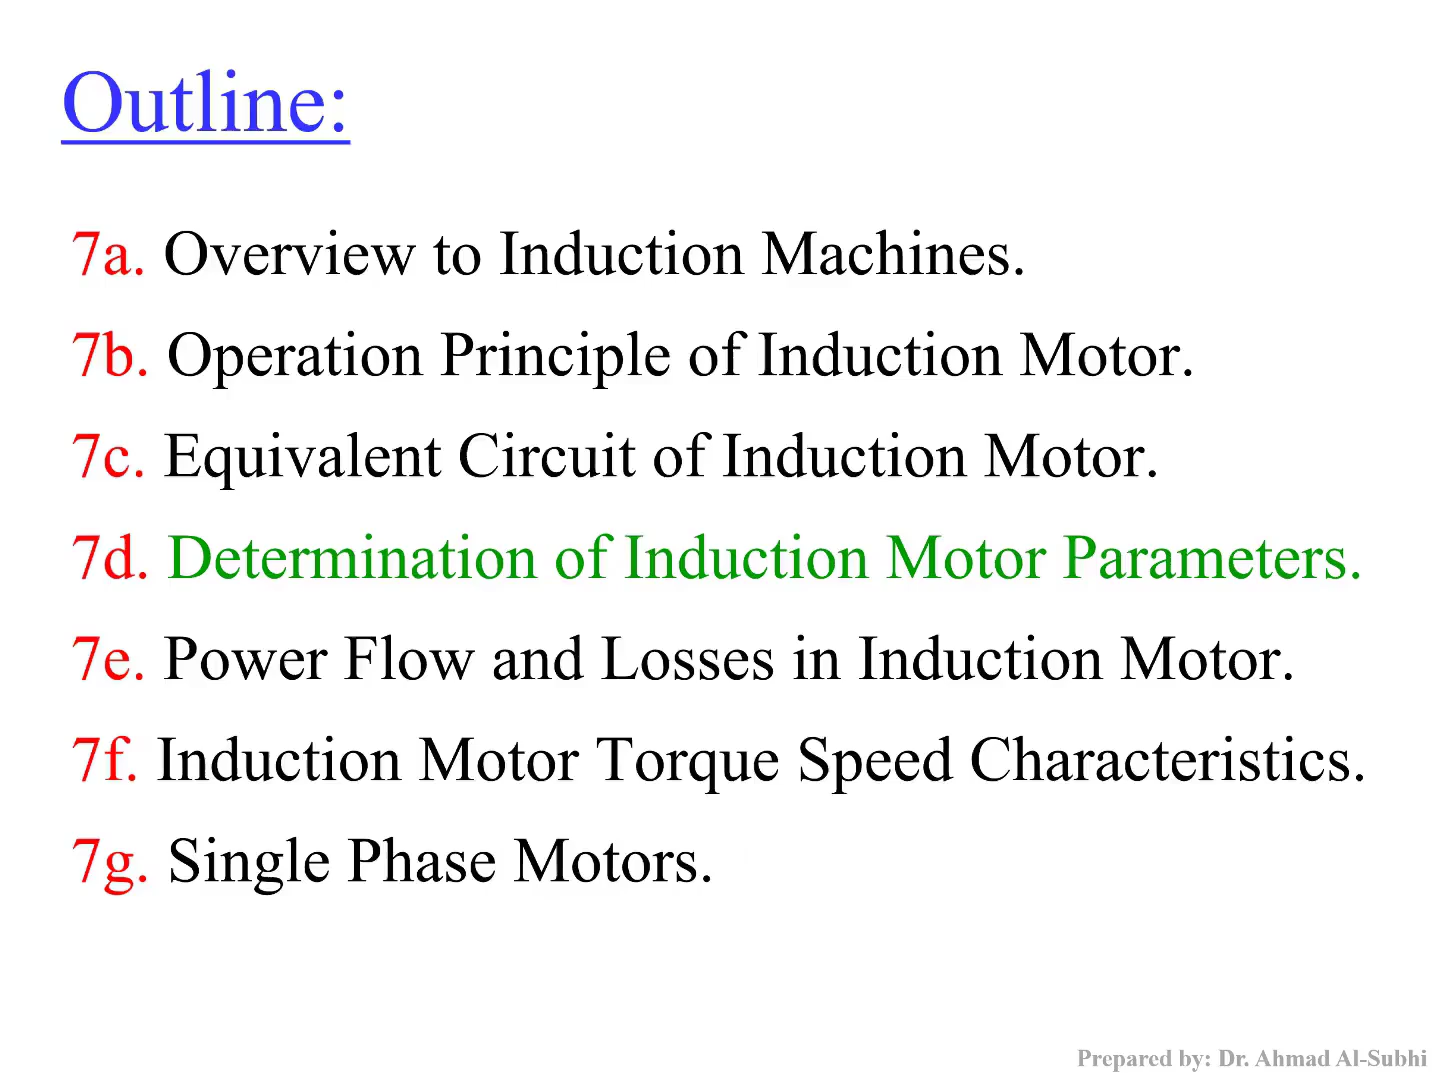 Outline:
7a. Overview to Induction Machines.
7b. Operation Principle of Induction Motor.
7c. Equivalent Circuit of Induction Motor.
7d. Determination of Induction Motor Parameters.
7e. Power Flow and Losses in Induction Motor.
7f. Induction Motor Torque Speed Characteristics.
7g. Single Phase Motors.
Prepared by: Dr. Ahmad Al-Subhi